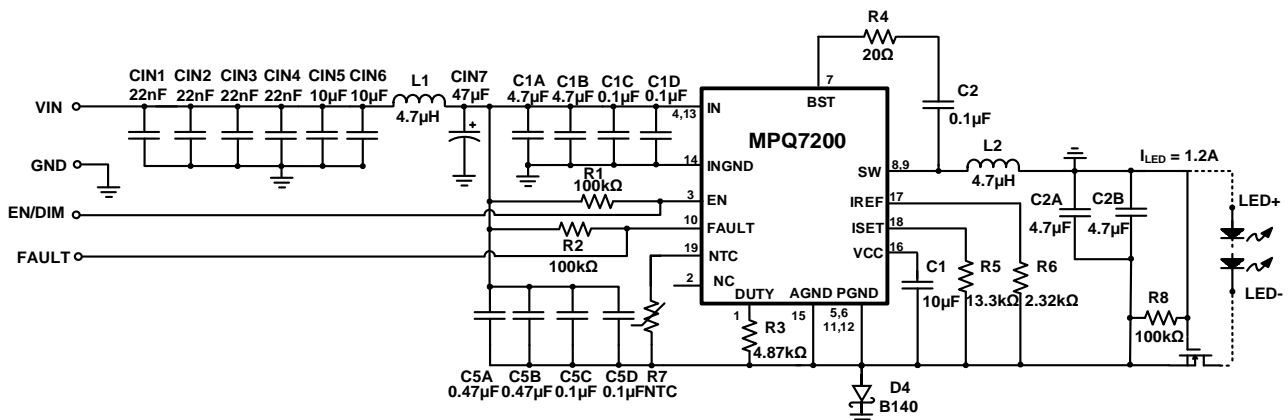 R4
20Ω
CIN1 CIN2 CIN3 CIN4 CIN5 CIN6 L1 CIN7 C1A C1B C1C C1D
22nF 22nF 22nF 22nF 10µF 10µF 4.7µH 47µF 4.7µF 4.7µF 0.1µF 0.1µF
+
7
BST
C2
0.1µF
VIN
IN
4,13
MPQ7200
GND
14
INGND
SW
8,9
L2
4.7µH
ILED = 1.2A
R1
100kΩ
3
EN
EN/DIM
IREF
17
C2A
4.7µF
C2B
4.7µF
LED+
10
FAULT
ISET
18
R2
100kΩ
FAULT
19
NTC
VCC
16
2
NC
C1
10µF
R5
13.3kΩ
R6
2.32kΩ
LED-
DUTY AGND PGND
1
15
5,6
11,12
R3
4.87kΩ
R8
100kΩ
C5A C5B C5C C5D R7
0.47µF 0.47µF 0.1µF 0.1µF NTC
D4
B140